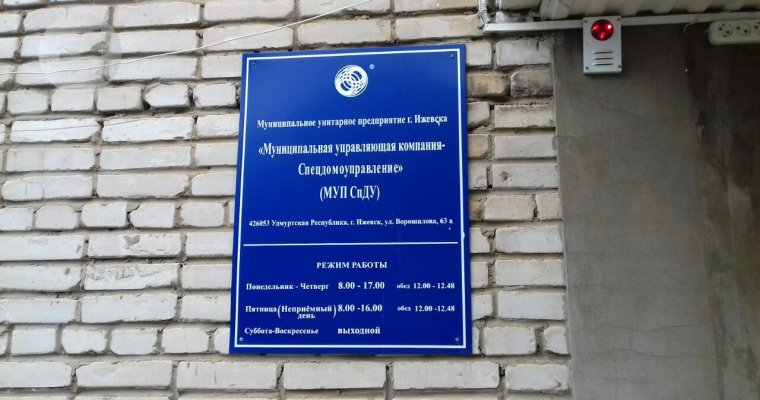 ®
Муниципальное унитарное предприятие г. Ижевска
«Муниципальная управляющая компания-
Спецдомоуправление»
(МУП СпДУ)
426053 Удмуртская Республика, г. Ижевск, ул. Ворошилова, 63 а
РЕЖИМ РАБОТЫ
Понедельник - Четверг 8.00 - 17.00 обед 12.00 -12.48
Пятница (Неприёмный день) 8.00 -16.00 обед 12.00 -12.48
Суббота-Воскресенье ВЫХОДНОЙ